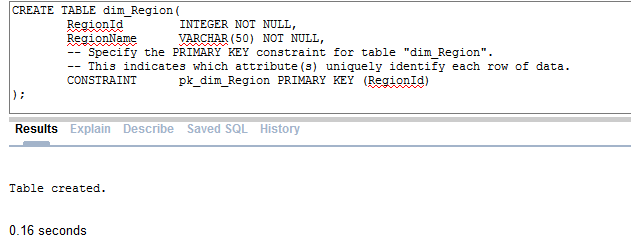 CREATE TABLE dim_Region(
RegionId INTEGER NOT NULL,
RegionName VARCHAR(50) NOT NULL,
-- Specify the PRIMARY KEY constraint for table "dim_Region".
-- This indicates which attribute(s) uniquely identify each row of data.
CONSTRAINT pk_dim_Region PRIMARY KEY (RegionId)
);
Results Explain Describe Saved SQL History
Table created.
0.16 seconds